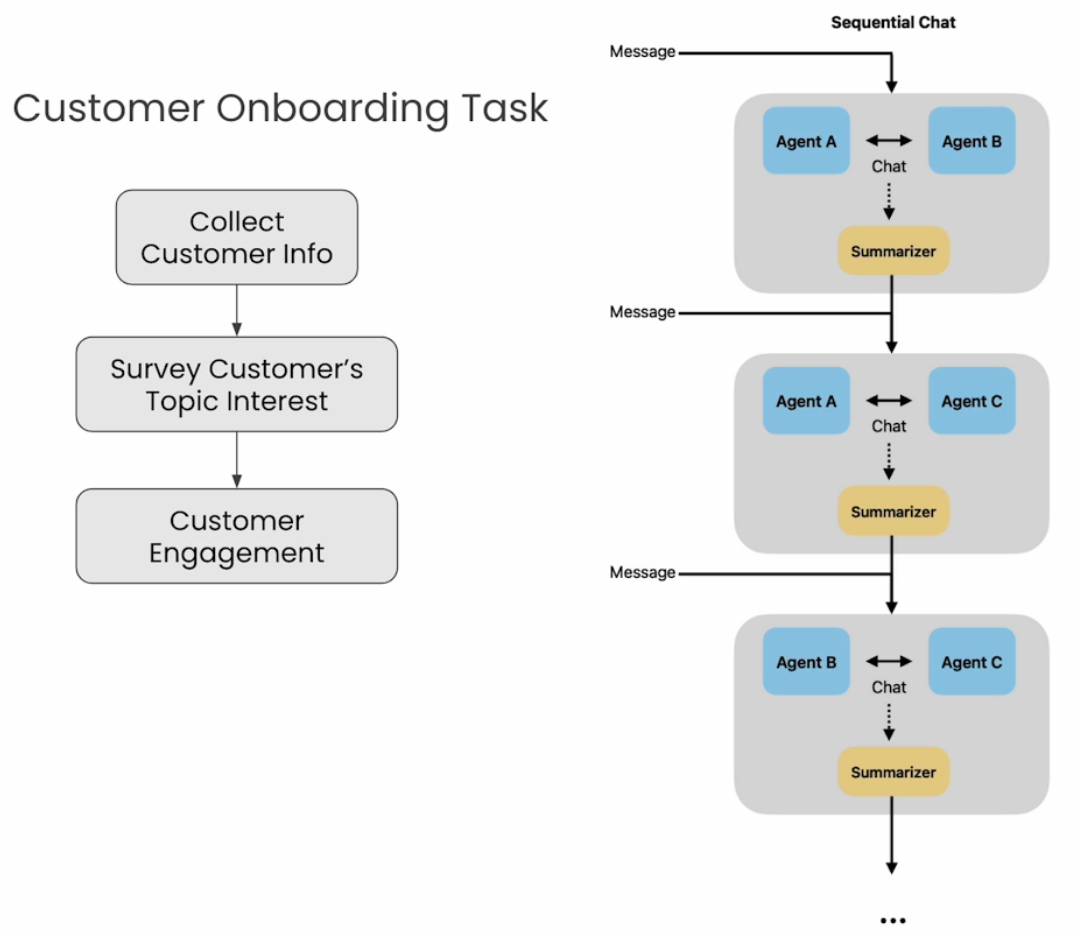 Customer Onboarding Task
Collect
Customer Info
Survey Customer’s
Topic Interest
Customer
Engagement
Sequential Chat
Message
Agent A
Agent B
Chat
Summarizer
Message
Agent A
Agent C
Chat
Summarizer
Message
Agent B
Agent C
Chat
Summarizer
...